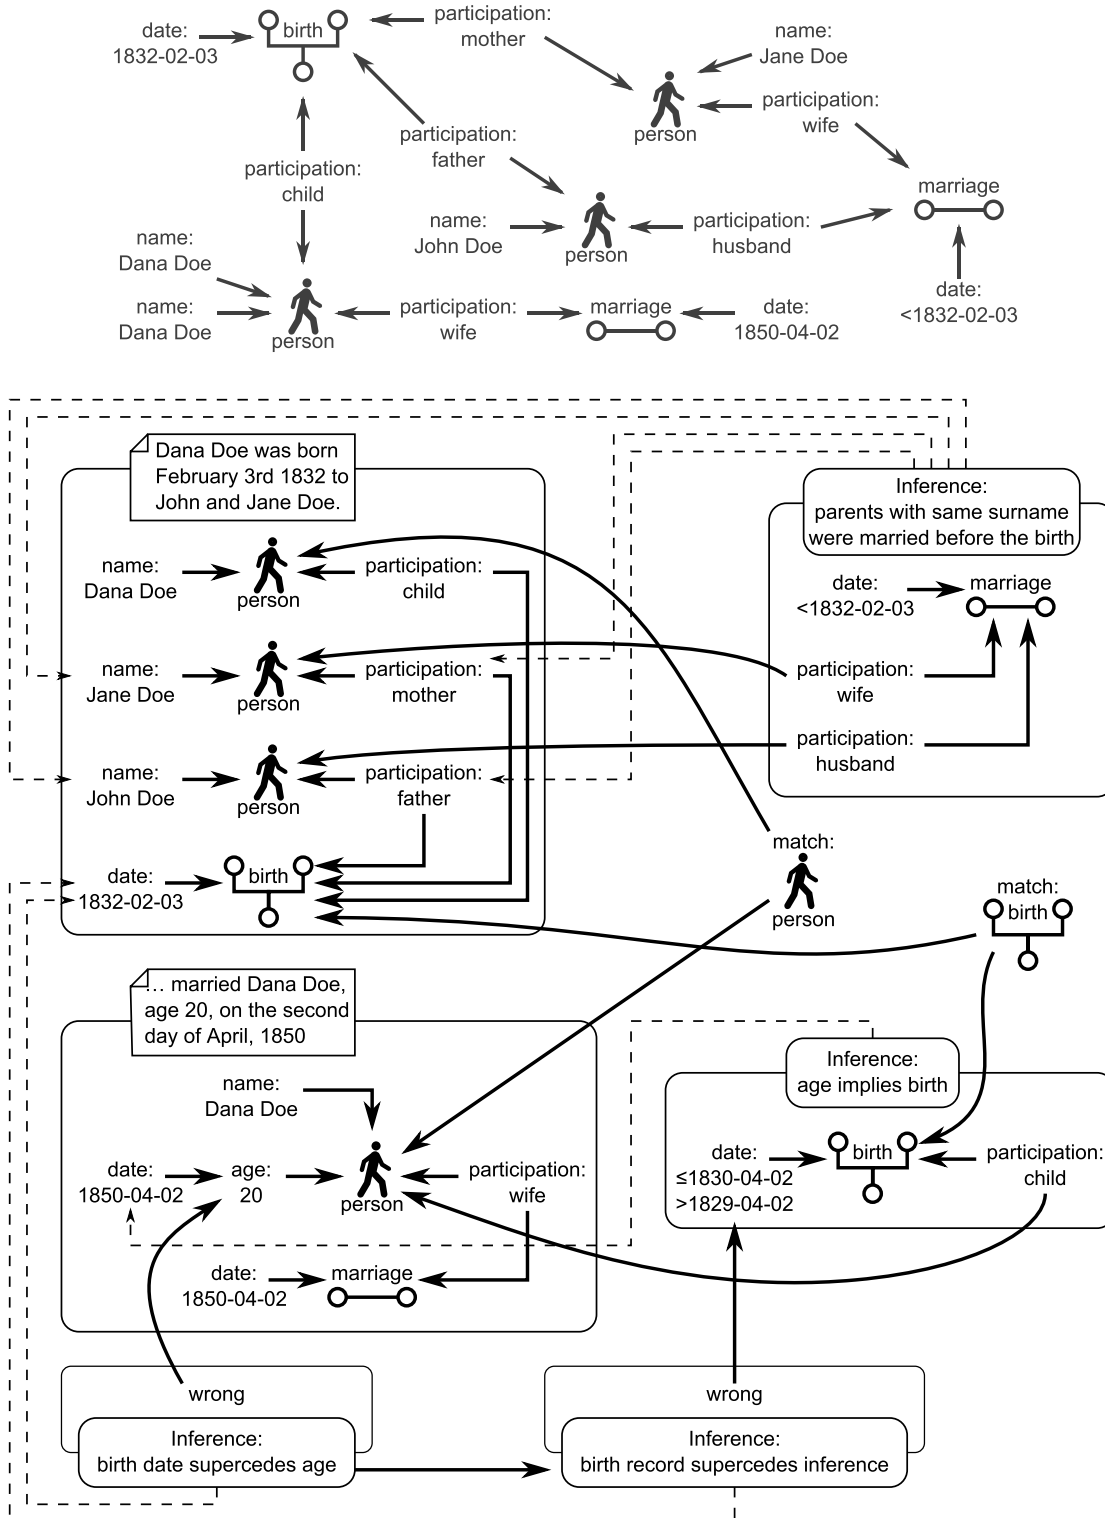 date:
1832-02-03
birth
participation:
mother
name:
Jane Doe
person
participation:
wife
participation:
father
participation:
child
marriage
name:
John Doe
person
participation:
husband
name:
Dana Doe
name:
Dana Doe
person
participation:
wife
marriage
date:
1850-04-02
date:
<1832-02-03
Dana Doe was born
February 3rd 1832 to
John and Jane Doe.
name:
Dana Doe
person
participation:
child
name:
Jane Doe
person
participation:
mother
name:
John Doe
person
participation:
father
date:
1832-02-03
birth
Inference:
parents with same surname
were married before the birth
date:
<1832-02-03
marriage
participation:
wife
participation:
husband
match:
person
match:
birth
... married Dana Doe,
age 20, on the second
day of April, 1850
name:
Dana Doe
date:
1850-04-02
age:
20
person
participation:
wife
date:
1850-04-02
marriage
Inference:
age implies birth
date:
≤1830-04-02
>1829-04-02
birth
participation:
child
wrong
Inference:
birth date supercedes age
wrong
Inference:
birth record supercedes inference